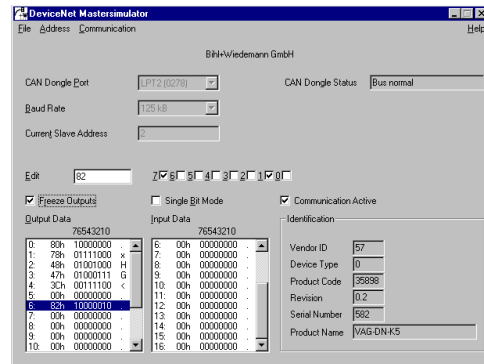 DeviceNet Mastersimulator
File Address Communication Help
Bihl+Wiedemann GmbH
CAN Dongle Port LPT2 (0278) CAN Dongle Status Bus normal
Baud Rate 125 kB
Current Slave Address 2
Edit 82 7 6 5 4 3 2 1 0
Freeze Outputs Single Bit Mode Communication Active
Output Data Input Data Identification
76543210 76543210
0: 80h 10000000 . 6: 00h 00000000 .
1: 78h 01111000 x 7: 00h 00000000 .
2: 48h 01001000 H 8: 00h 00000000 .
3: 47h 01000111 G 9: 00h 00000000 .
4: 3Ch 00111100 < 10: 00h 00000000 .
5: 00h 00000000 . 11: 00h 00000000 .
6: 82h 10000010 . 12: 00h 00000000 .
7: 00h 00000000 . 13: 00h 00000000 .
8: 00h 00000000 . 14: 00h 00000000 .
9: 00h 00000000 . 15: 00h 00000000 .
10: 00h 00000000 . 16: 00h 00000000 .
Vendor ID 57
Device Type 0
Product Code 35898
Revision 0.2
Serial Number 582
Product Name VAG-DN-K5